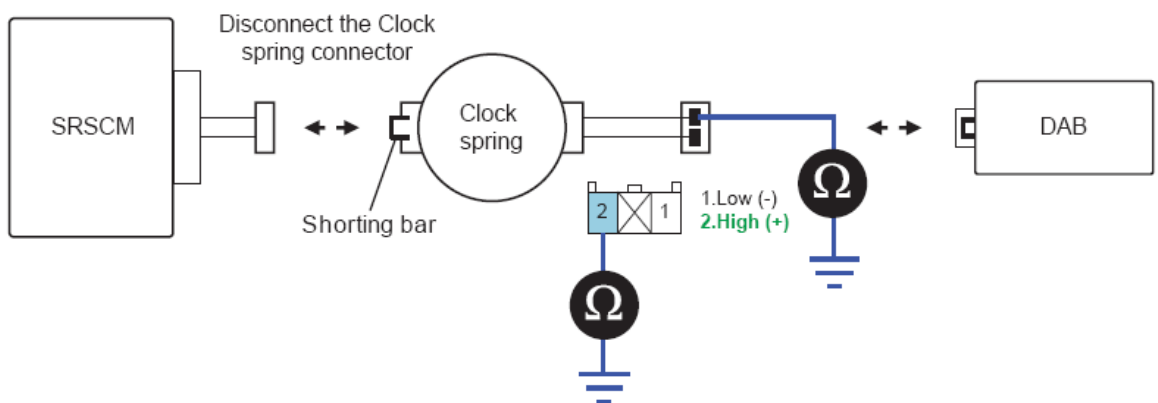 Disconnect the Clock
spring connector
SRSCM
Clock
spring
DAB
Ω
Shorting bar
2
1
1.Low (-)
2.High (+)
Ω